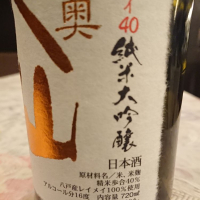 イ40
奥
山
純米大吟醸
日本酒
原材料名／米、米麹
精米歩合40%
八戸産レイメイ100%使用
アルコール分16度 内容量720ml